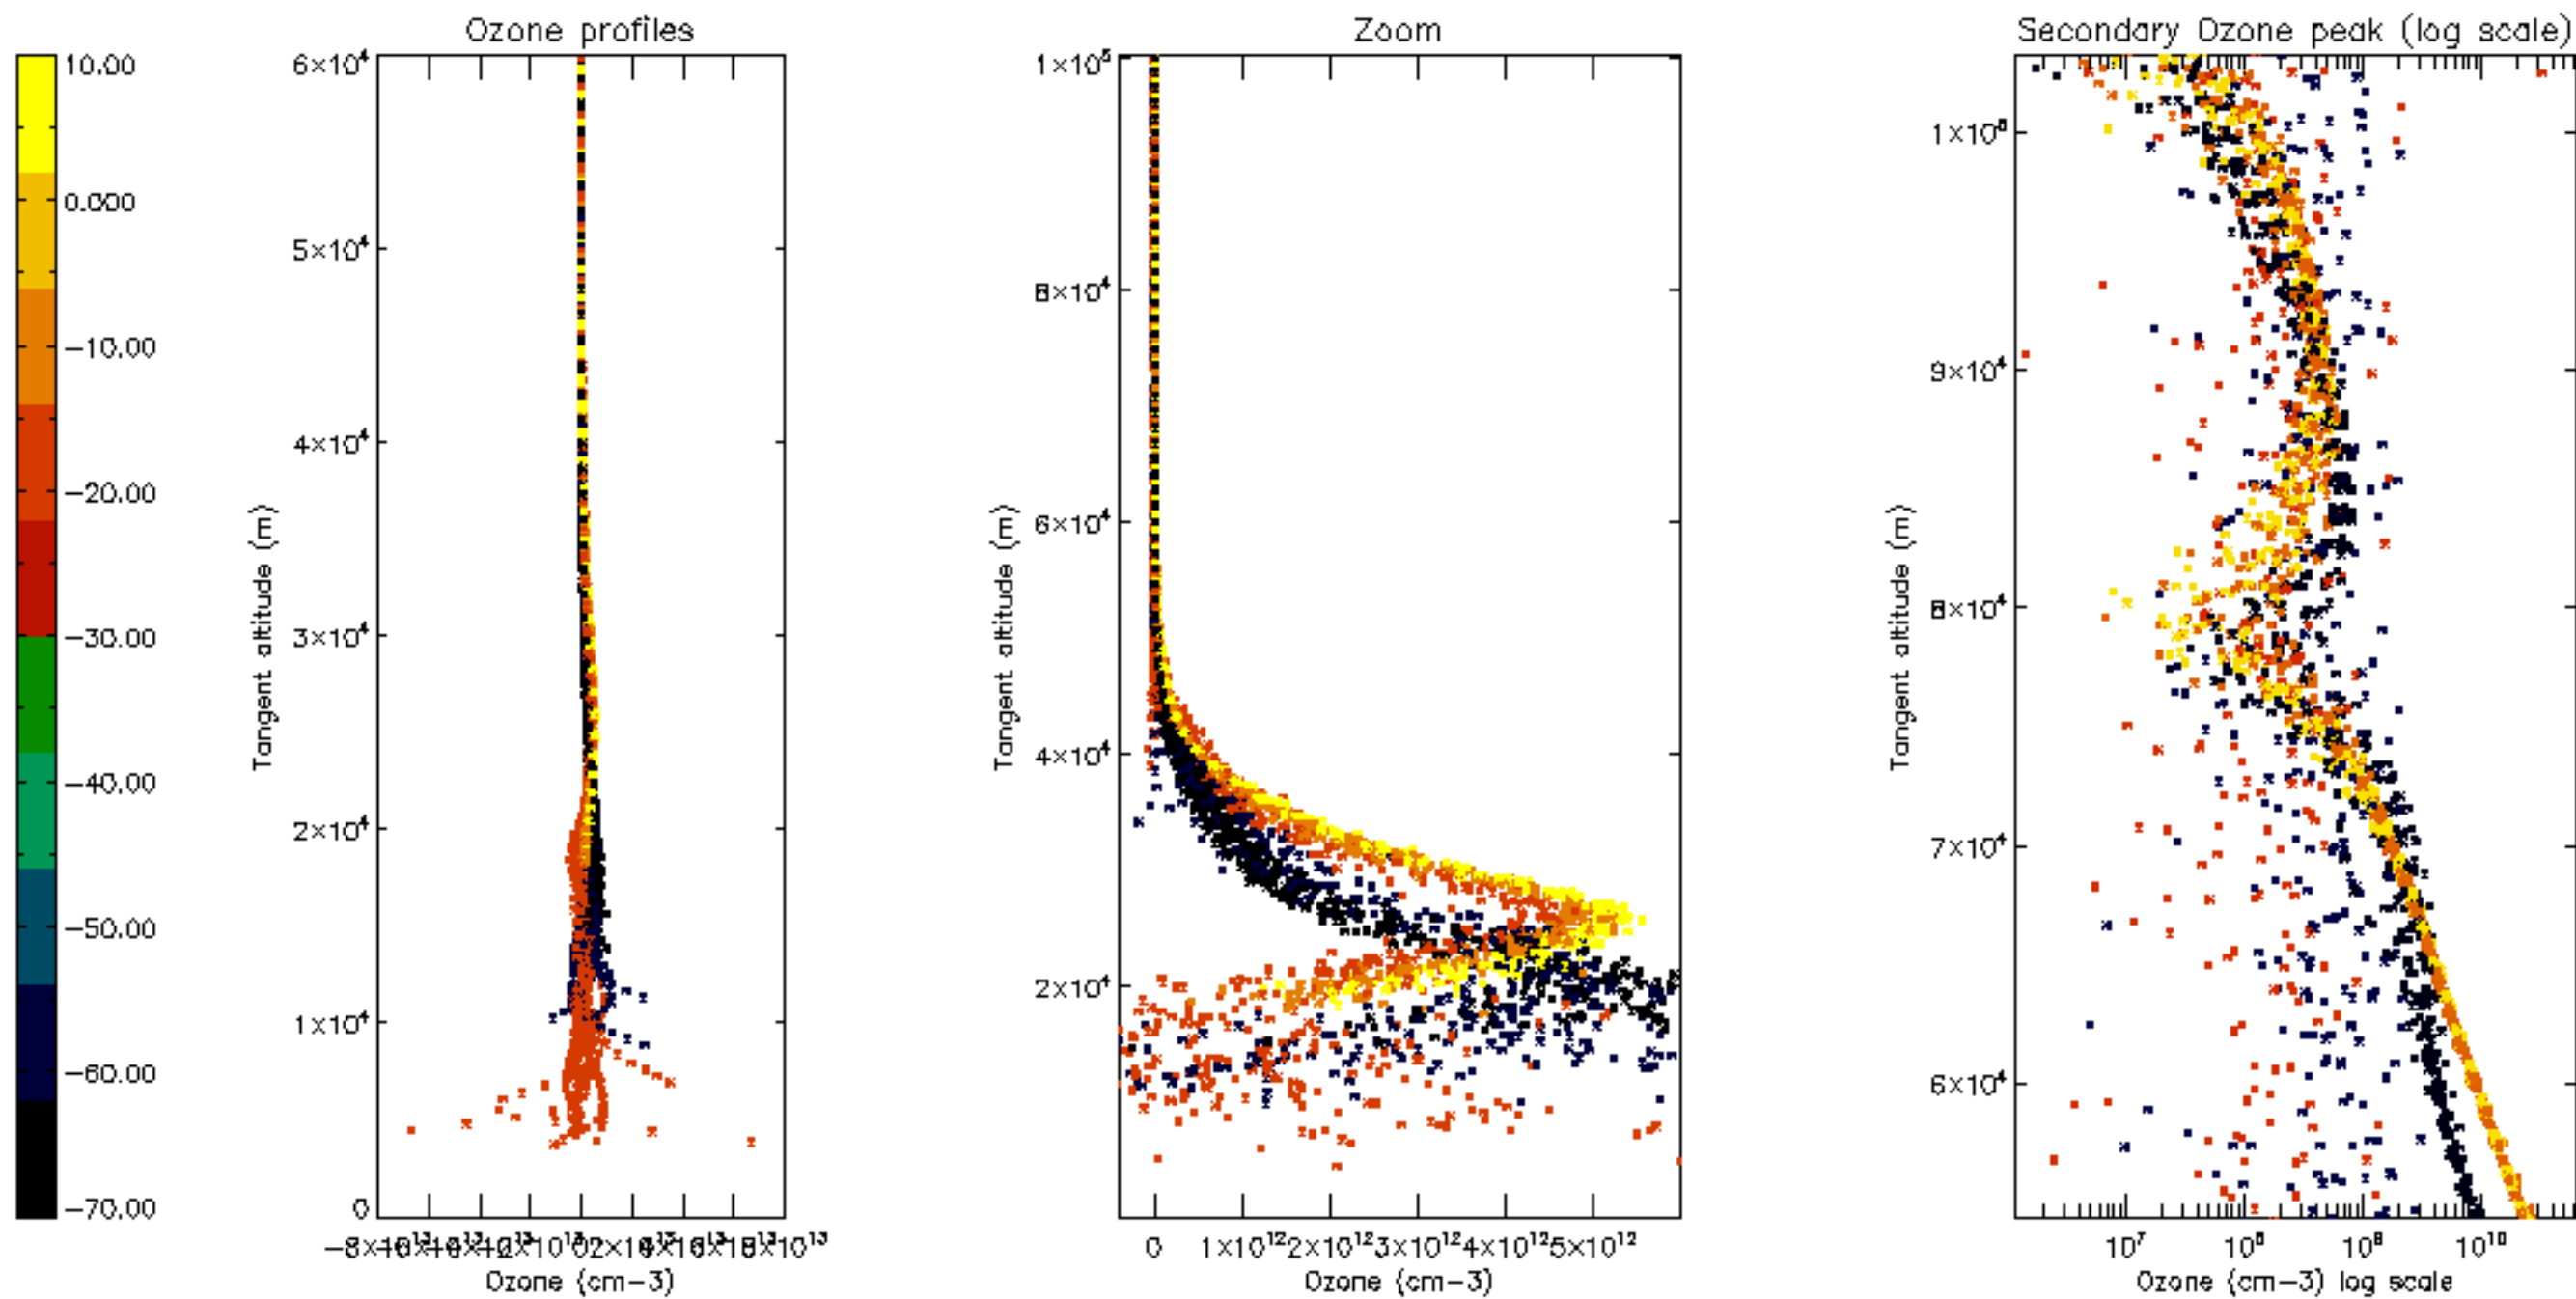 Ozone profiles
Zoom
Secondary Ozone peak (log scale)
10.00
0.000
−10.00
−20.00
−30.00
−40.00
−50.00
−60.00
−70.00
6×10⁴
5×10⁴
4×10⁴
3×10⁴
2×10⁴
1×10⁴
0
Tangent altitude (m)
Ozone (cm−3)
1×10⁵
8×10⁴
6×10⁴
4×10⁴
2×10⁴
Tangent altitude (m)
0 1×10¹² 2×10¹² 3×10¹² 4×10¹² 5×10¹²
Ozone (cm−3)
9×10⁴
8×10⁴
7×10⁴
6×10⁴
Tangent altitude (m)
10⁷ 10⁸ 10⁹ 10¹⁰
Ozone (cm−3) log scale